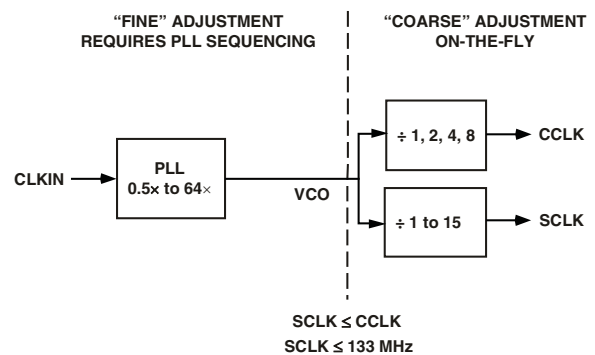 “FINE” ADJUSTMENT
REQUIRES PLL SEQUENCING
“COARSE” ADJUSTMENT
ON-THE-FLY
CLKIN
PLL
0.5× to 64×
VCO
÷ 1, 2, 4, 8
CCLK
÷ 1 to 15
SCLK
SCLK ≤ CCLK
SCLK ≤ 133 MHz